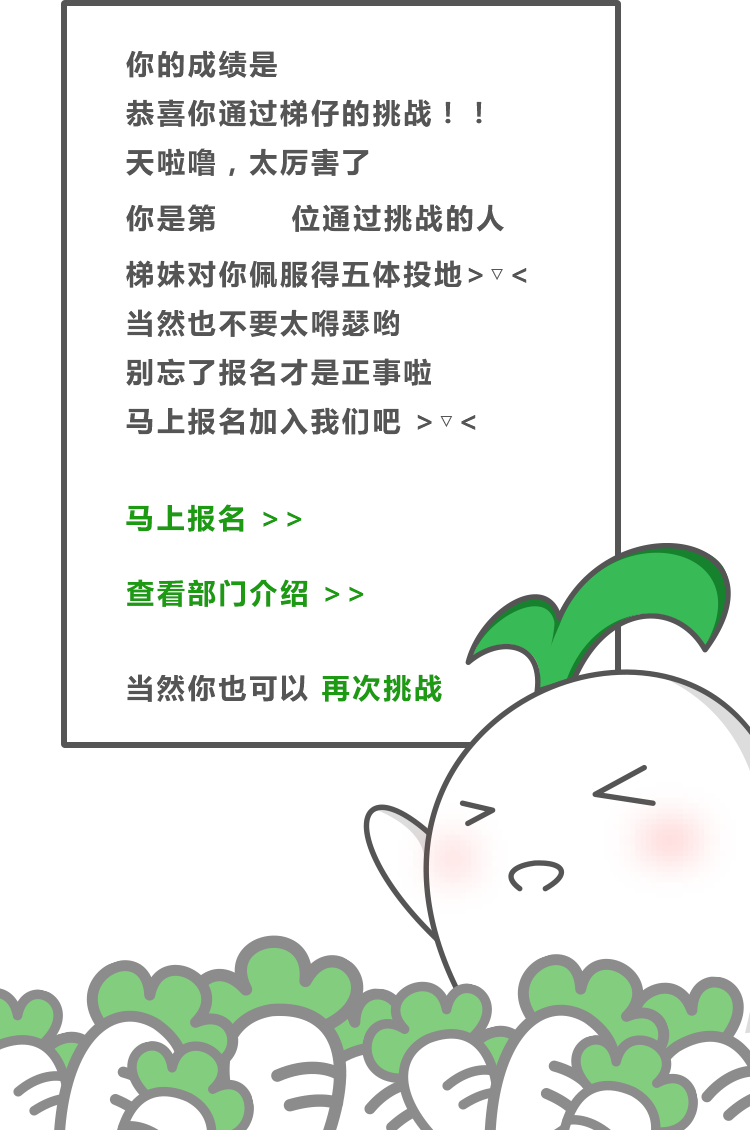 你的成绩是
恭喜你通过梯仔的挑战！！
天啦噜，太厉害了
你是第 位通过挑战的人
梯妹对你佩服得五体投地>▽<
当然也不要太嘚瑟哟
别忘了报名才是正事啦
马上报名加入我们吧 >▽<
马上报名 >>
查看部门介绍 >>
当然你也可以 再次挑战